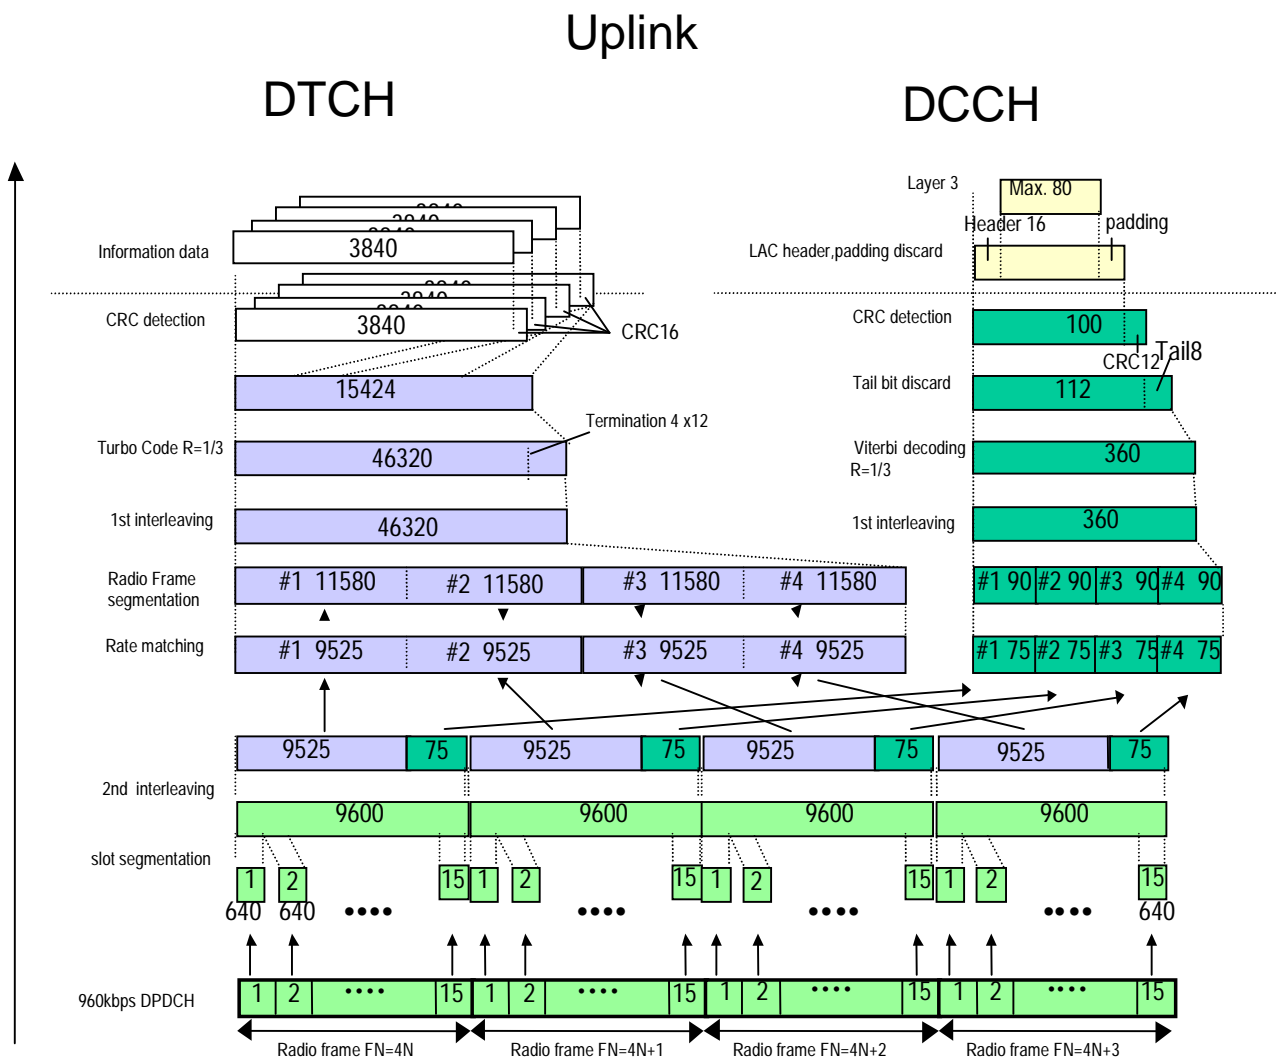 Uplink
DTCH
DCCH
Layer 3
Max. 80
Header 16
padding
3840
3840
3840
3840
Information data
LAC header,padding discard
3840
3840
3840
3840
CRC detection
CRC16
CRC detection
100
CRC12
Tail8
15424
Tail bit discard
112
Termination 4 x12
Turbo Code R=1/3
46320
Viterbi decoding
R=1/3
360
1st interleaving
46320
1st interleaving
360
Radio Frame
segmentation
#1 11580
#2 11580
#3 11580
#4 11580
#1 90
#2 90
#3 90
#4 90
Rate matching
#1 9525
#2 9525
#3 9525
#4 9525
#1 75
#2 75
#3 75
#4 75
9525
75
9525
75
9525
75
9525
75
2nd interleaving
9600
9600
9600
9600
slot segmentation
1
2
15
1
2
15
1
2
15
1
2
15
640
640
••••
••••
••••
••••
640
960kbps DPDCH
1
2
••••
15
1
2
••••
15
1
2
••••
15
1
2
••••
15
Radio frame FN=4N
Radio frame FN=4N+1
Radio frame FN=4N+2
Radio frame FN=4N+3